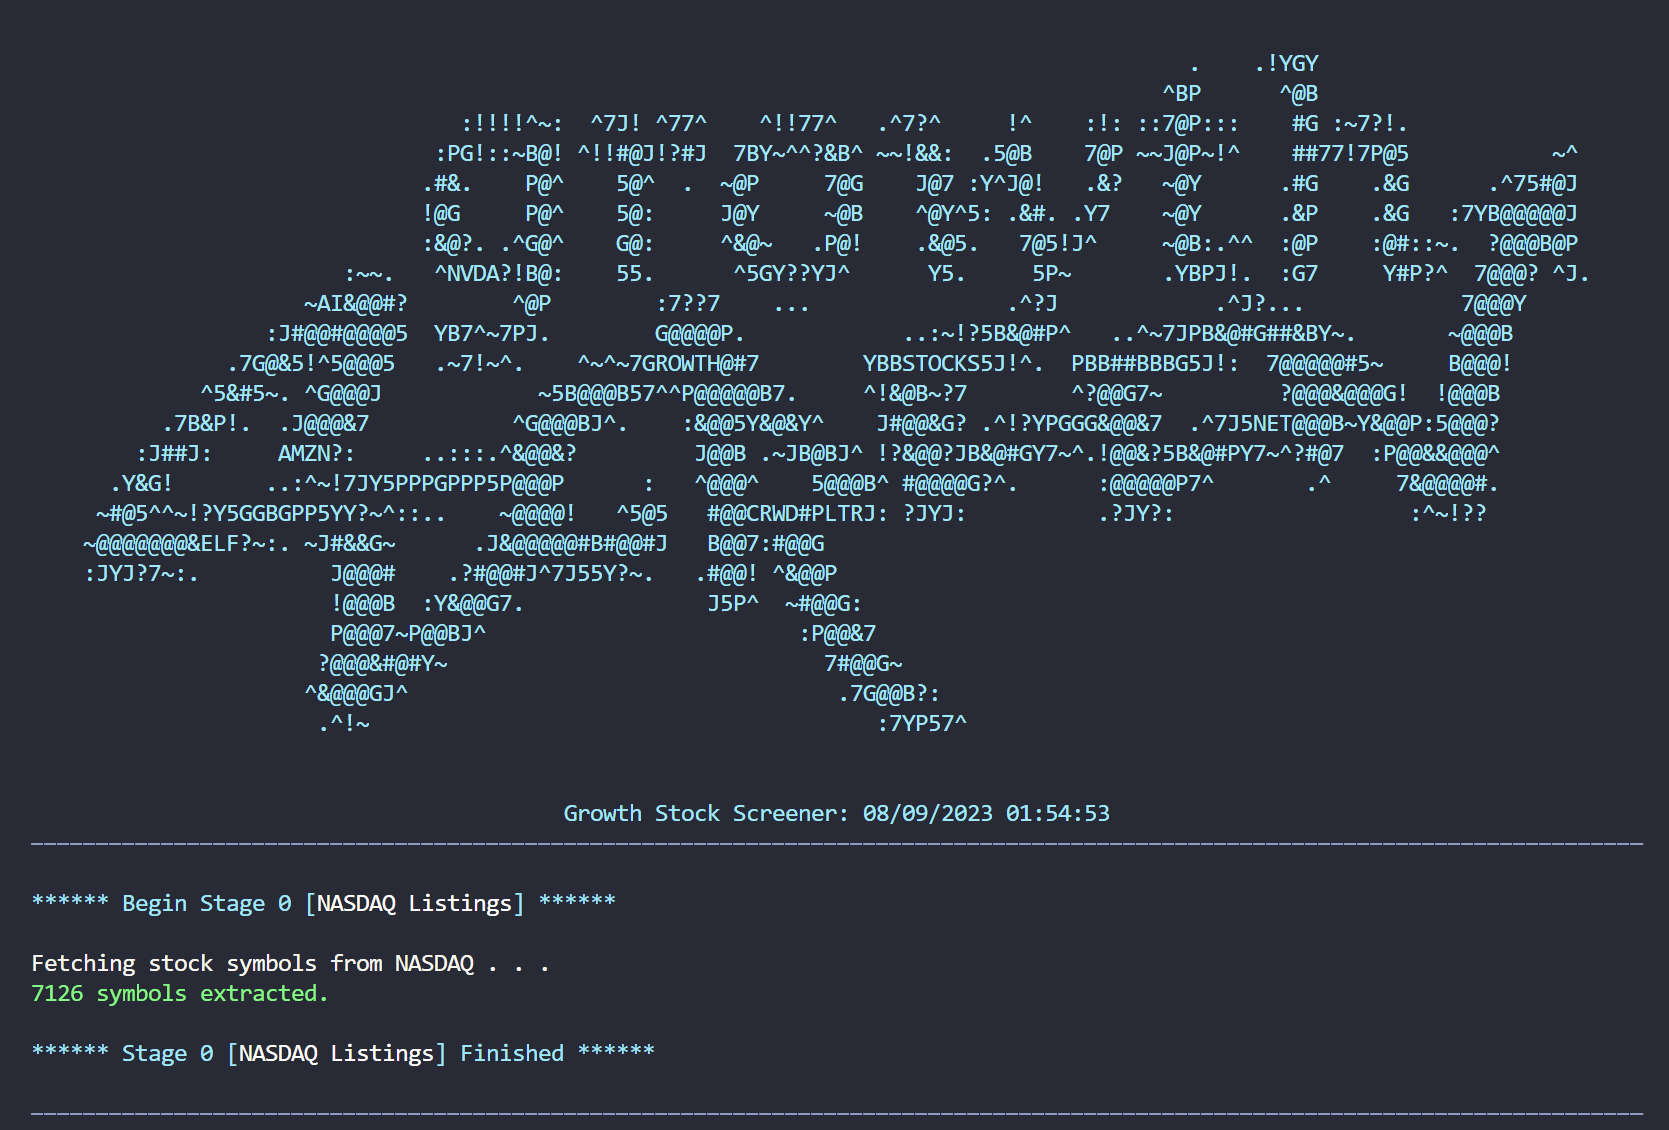 .    .!YGY
                                                                                       ^BP      ^@B
                                 :!!!!^~:  ^7J! ^77^    ^!!77^   .^7?^     !^    :!: ::7@P:::    #G :~7?!.
                               :PG!::~B@! ^!!#@J!?#J  7BY~^^?&B^ ~~!&&:  .5@B    7@P ~~J@P~!^    ##77!7P@5           ~^
                              .#&.    P@^    5@^  .  ~@P     7@G    J@7 :Y^J@!   .&?   ~@Y      .#G    .&G      .^75#@J
                              !@G     P@^    5@:     J@Y     ~@B    ^@Y^5: .&#. .Y7    ~@Y      .&P    .&G   :7YB@@@@@J
                              :&@?. .^G@^    G@:     ^&@~   .P@!    .&@5.   7@5!J^     ~@B:.^^  :@P    :@#::~.  ?@@@B@P
                        :~~.   ^NVDA?!B@:    55.      ^5GY??YJ^      Y5.     5P~       .YBPJ!.  :G7     Y#P?^  7@@@? ^J.
                     ~AI&@@#?        ^@P        :7??7    ...               .^?J            .^J?...            7@@@Y
                  :J#@@#@@@@5  YB7^~7PJ.        G@@@@P.            ..:~!?5B&@#P^   ..^~7JPB&@#G##&BY~.       ~@@@B
               .7G@&5!^5@@@5   .~7!~^.    ^~^~7GROWTH@#7        YBBSTOCKS5J!^.  PBB##BBBG5J!:  7@@@@@#5~     B@@@!
             ^5&#5~. ^G@@@J            ~5B@@@B57^^P@@@@@B7.     ^!&@B~?7        ^?@@G7~         ?@@@&@@@G!  !@@@B
          .7B&P!.  .J@@@&7           ^G@@@BJ^.    :&@@5Y&@&Y^    J#@@&G? .^!?YPGGG&@@&7  .^7J5NET@@@B~Y&@@P:5@@@?
        :J##J:     AMZN?:     ..:::.^&@@&?         J@@B .~JB@BJ^ !?&@@?JB&@#GY7~^.!@@&?5B&@#PY7~^?#@7  :P@@&&@@@^
      .Y&G!       ..:^~!7JY5PPPGPPP5P@@@P      :   ^@@@^    5@@@B^ #@@@@G?^.      :@@@@@P7^       .^     7&@@@@#.
     ~#@5^^~!?Y5GGBGPP5YY?~^::..    ~@@@@!   ^5@5   #@@CRWD#PLTRJ: ?JYJ:          .?JY?:                  :^~!??
    ~@@@@@@@&ELF?~:. ~J#&&G~      .J&@@@@@#B#@@#J   B@@7:#@@G
    :JYJ?7~:.          J@@@#    .?#@@#J^7J55Y?~.   .#@@! ^&@@P
                       !@@@B  :Y&@@G7.              J5P^  ~#@@G:
                       P@@@7~P@@BJ^                        :P@@&7
                      ?@@@&#@#Y~                             7#@@G~
                     ^&@@@GJ^                                 .7G@@B?:
                      .^!~                                       :7YP57^
Growth Stock Screener: 08/09/2023 01:54:53
****** Begin Stage 0 [NASDAQ Listings] ******
Fetching stock symbols from NASDAQ . . .
7126 symbols extracted.
****** Stage 0 [NASDAQ Listings] Finished ******